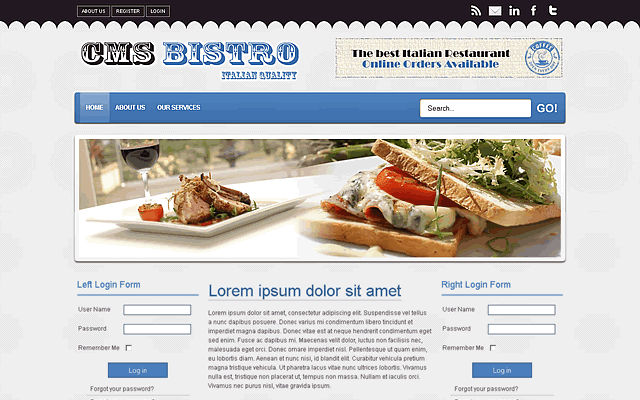 ABOUT US
REGISTER
LOGIN
CMS BISTRO
ITALIAN QUALITY
The best Italian Restaurant
Online Orders Available
COFFEE
HOME
ABOUT US
OUR SERVICES
Search...
GO!
Left Login Form
User Name
Password
Remember Me
Log in
Forgot your password?
Lorem ipsum dolor sit amet
Lorem ipsum dolor sit amet, consectetur adipiscing elit. Suspendisse vel tellus
a nunc dapibus posuere. Donec varius mi condimentum libero tincidunt et
imperdiet magna dapibus. Donec vitae est at neque hendrerit condimentum eget
sed enim. Fusce ac dapibus mi. Maecenas velit dolor, luctus non facilisis nec,
malesuada eget orci. Donec ornare imperdiet nisl. Pellentesque ut quam enim,
eu lobortis diam. Aenean et nunc nisi, id blandit elit. Curabitur vehicula pretium
magna tristique vehicula. Ut pharetra lacus vitae nunc ultrices lobortis. Vivamus
nulla est, tristique non placerat ut, tempus non massa. Nullam et iaculis orci.
Vivamus nec purus nisl, vitae gravida ipsum.
Right Login Form
User Name
Password
Remember Me
Log in
Forgot your password?